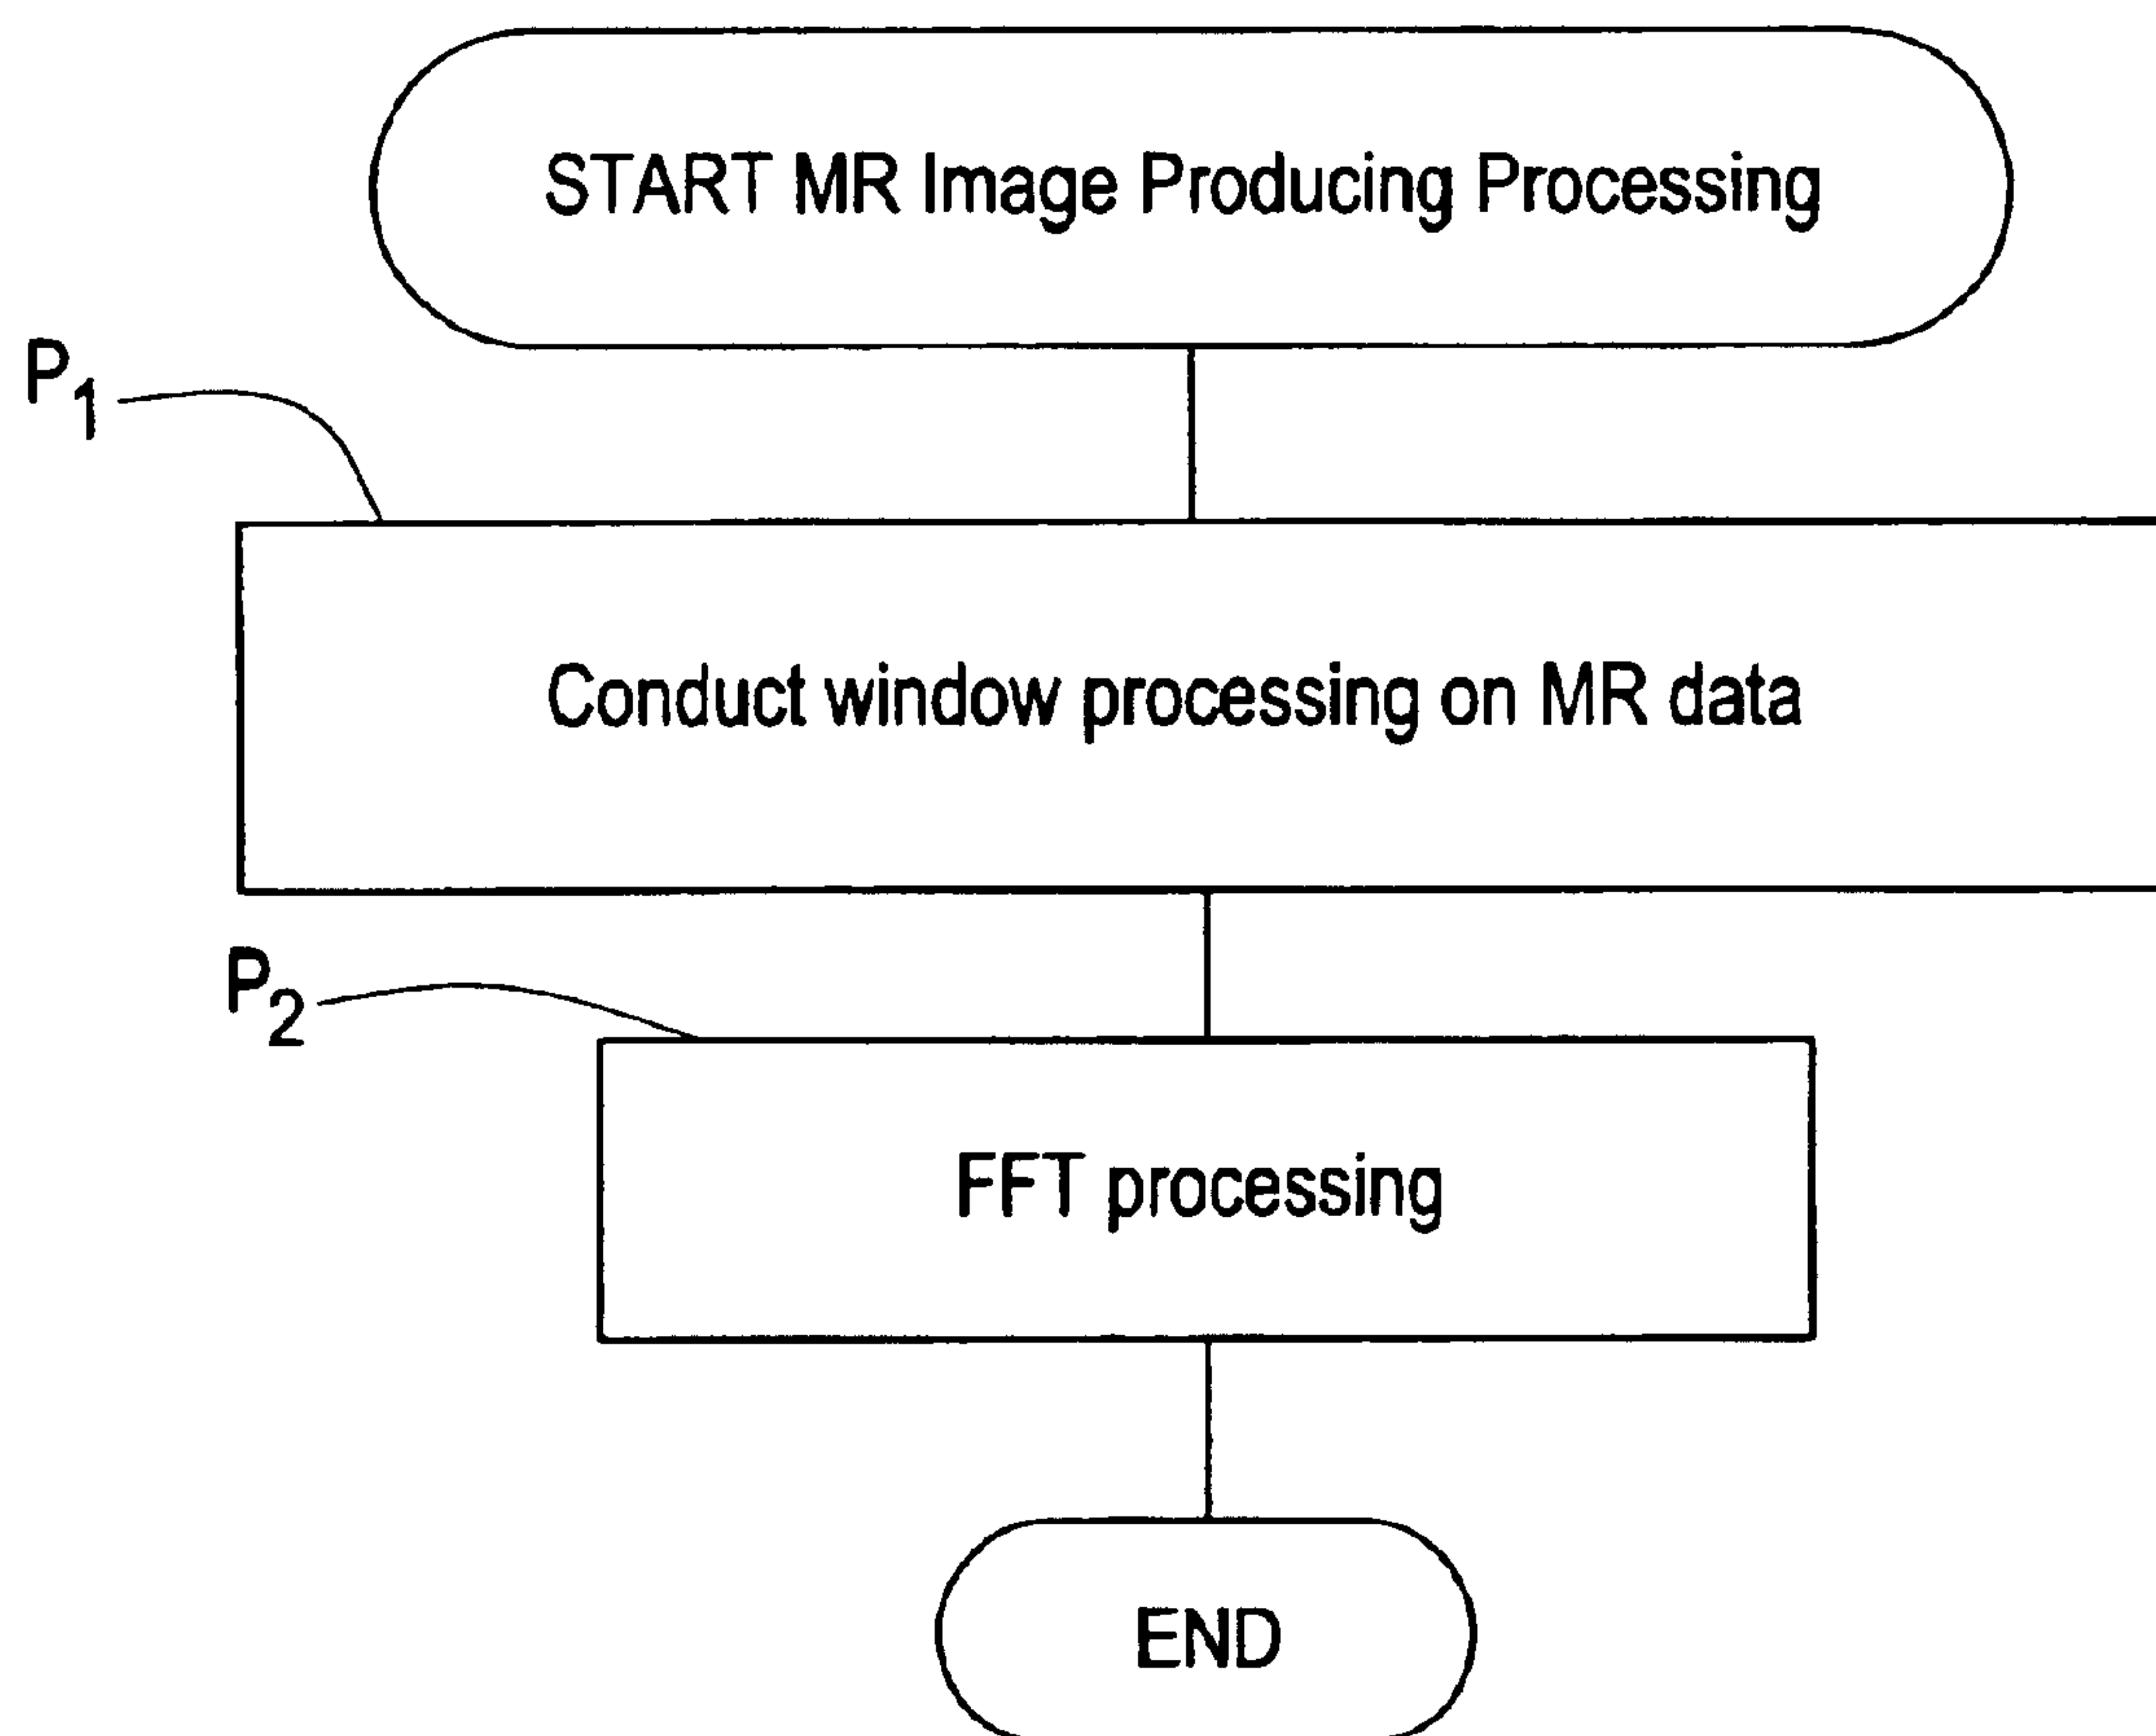 START MR Image Producing Processing
P1
Conduct window processing on MR data
P2
FFT processing
END